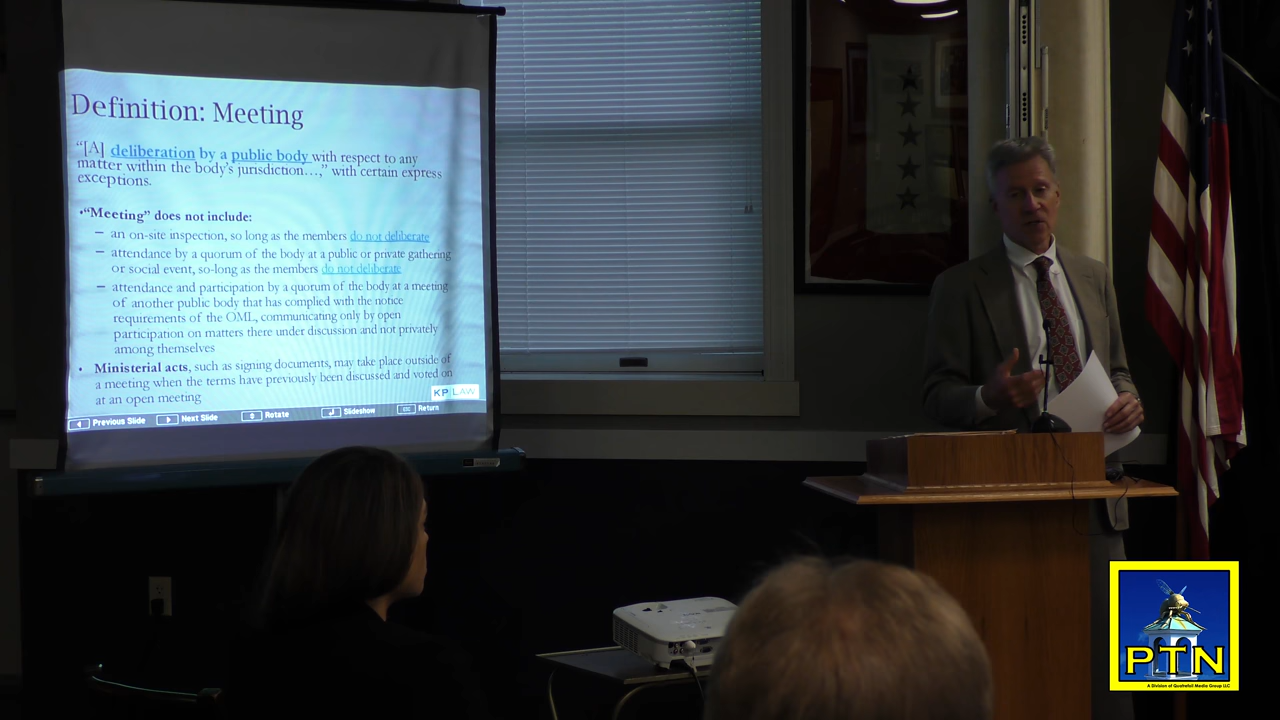 Definition: Meeting
“[A] deliberation by a public body with respect to any
matter within the body's jurisdiction…,” with certain express
exceptions.
•“Meeting” does not include:
– an on-site inspection, so long as the members do not deliberate
– attendance by a quorum of the body at a public or private gathering
or social event, so-long as the members do not deliberate
– attendance and participation by a quorum of the body at a meeting
of another public body that has complied with the notice
requirements of the OML, communicating only by open
participation on matters there under discussion and not privately
among themselves
• Ministerial acts, such as signing documents, may take place outside of
a meeting when the terms have previously been discussed and voted on
at an open meeting
KP LAW
Previous Slide Next Slide Rotate Slideshow Return
PTN
A Division of Quatrefoil Media Group LLC